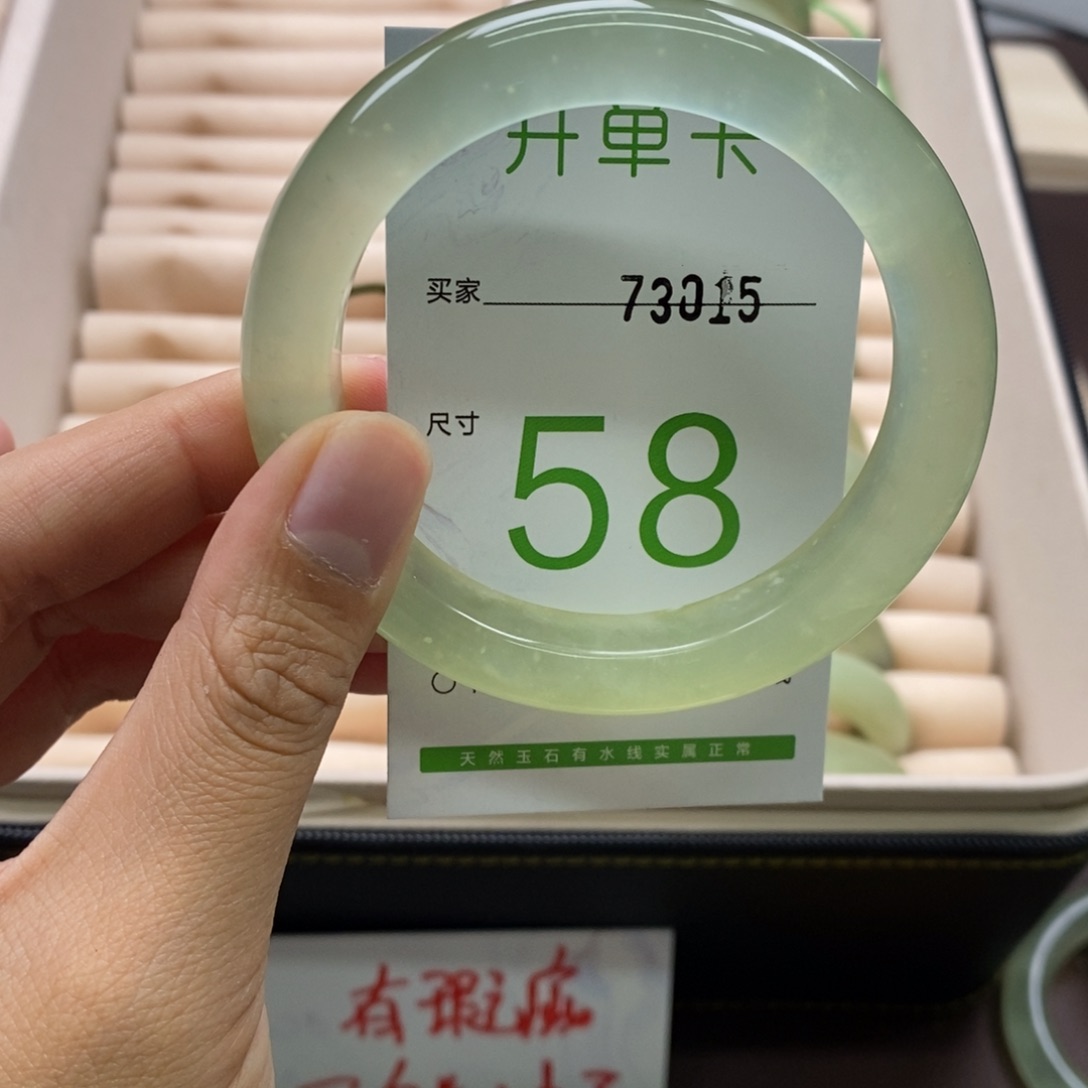 开单卡
买家 73015
尺寸 58
天然玉石有水线实属正常
有瑕疵